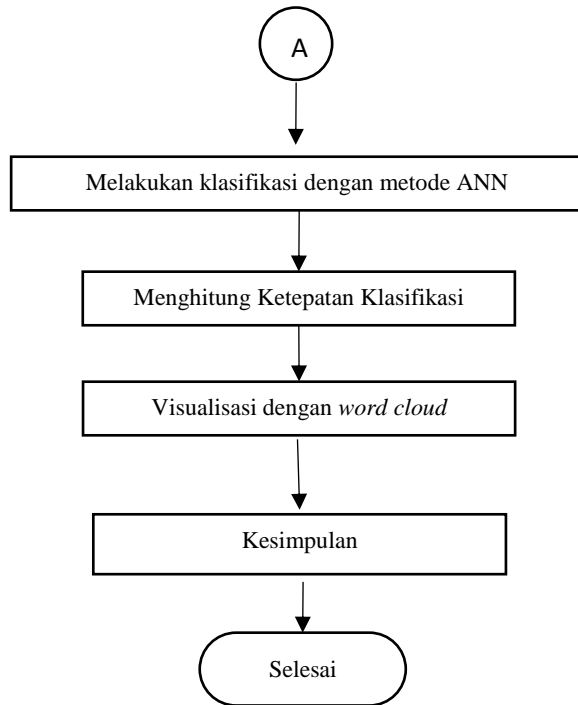 A
Melakukan klasifikasi dengan metode ANN
Menghitung Ketepatan Klasifikasi
Visualisasi dengan word cloud
Kesimpulan
Selesai